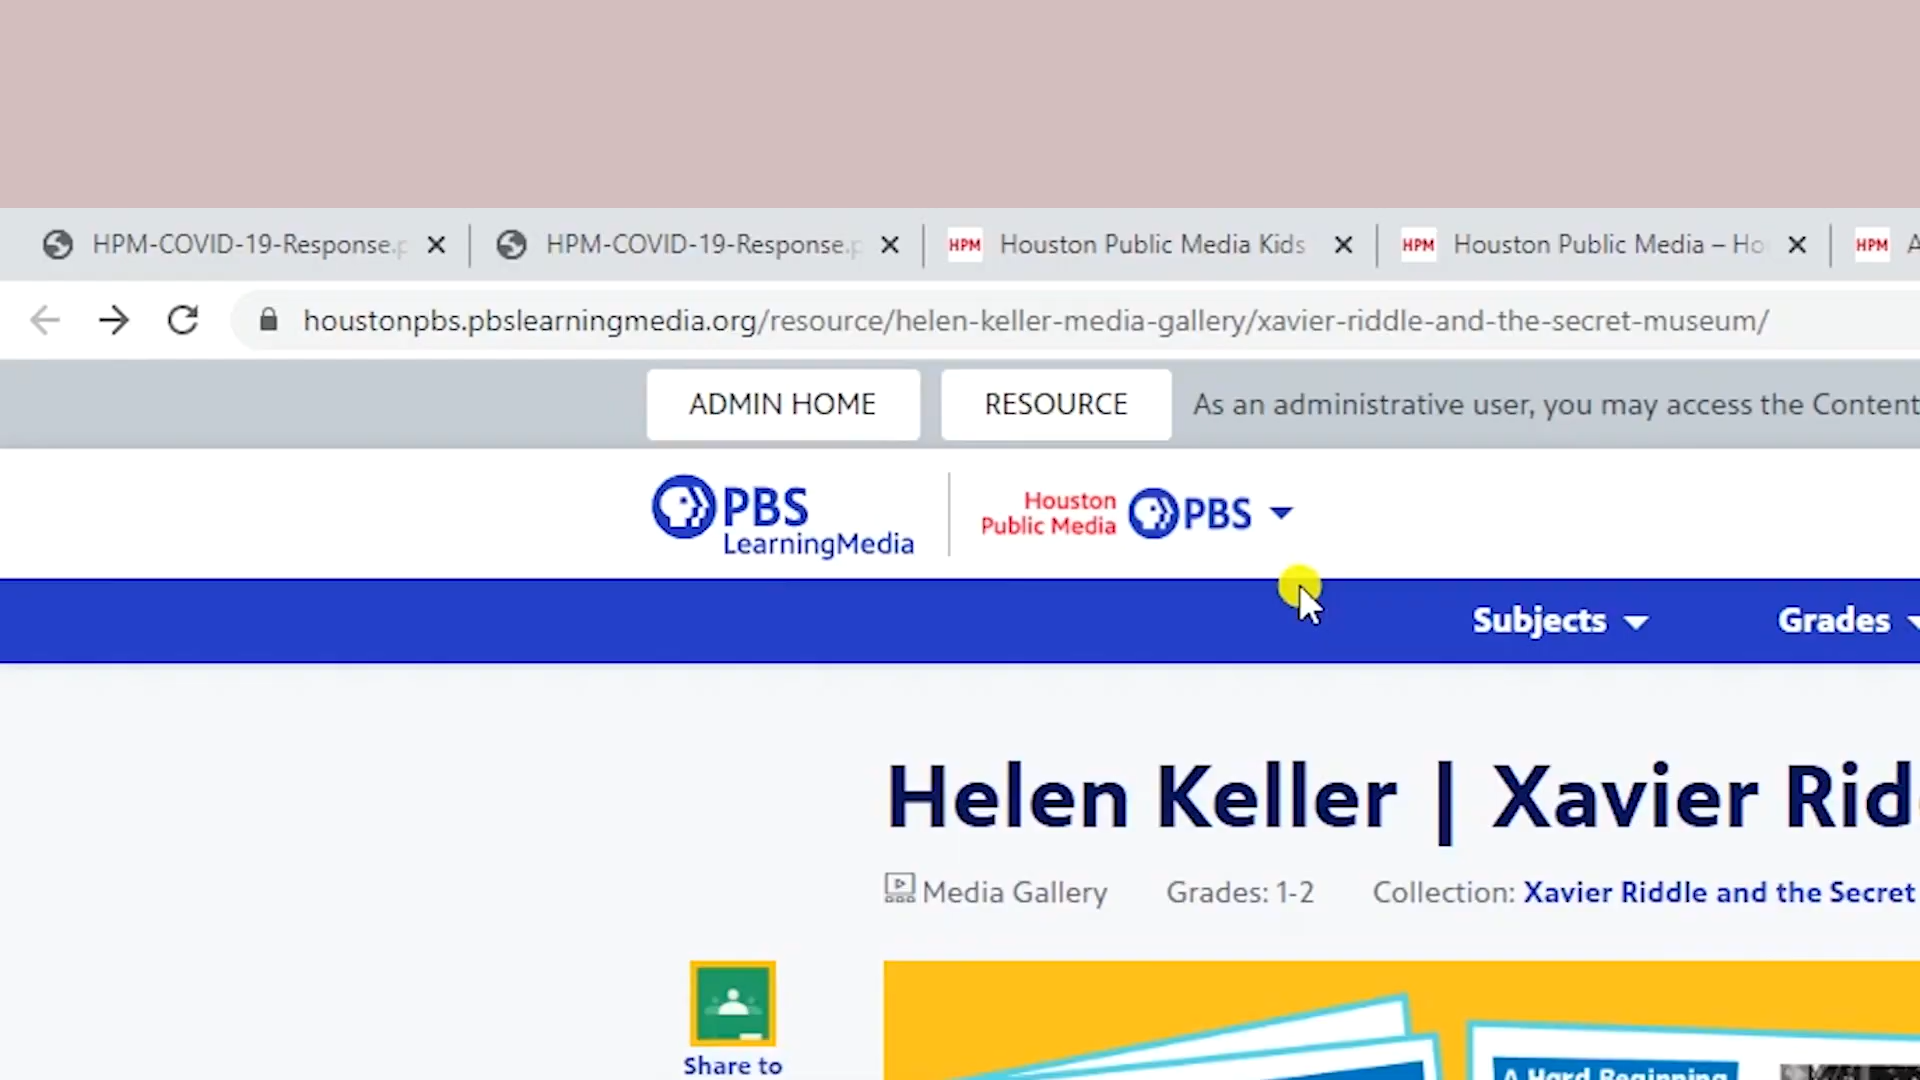 HPM-COVID-19-Response.p
HPM-COVID-19-Response.p
HPM Houston Public Media Kids
HPM Houston Public Media – Ho
HPM A
houstonpbs.pbslearningmedia.org/resource/helen-keller-media-gallery/xavier-riddle-and-the-secret-museum/
ADMIN HOME
RESOURCE
As an administrative user, you may access the Content
PBS
LearningMedia
Houston
Public Media
PBS
Subjects
Grades
Helen Keller | Xavier Rid
Media Gallery
Grades: 1-2
Collection: Xavier Riddle and the Secret
Share to
A Hard Beginning